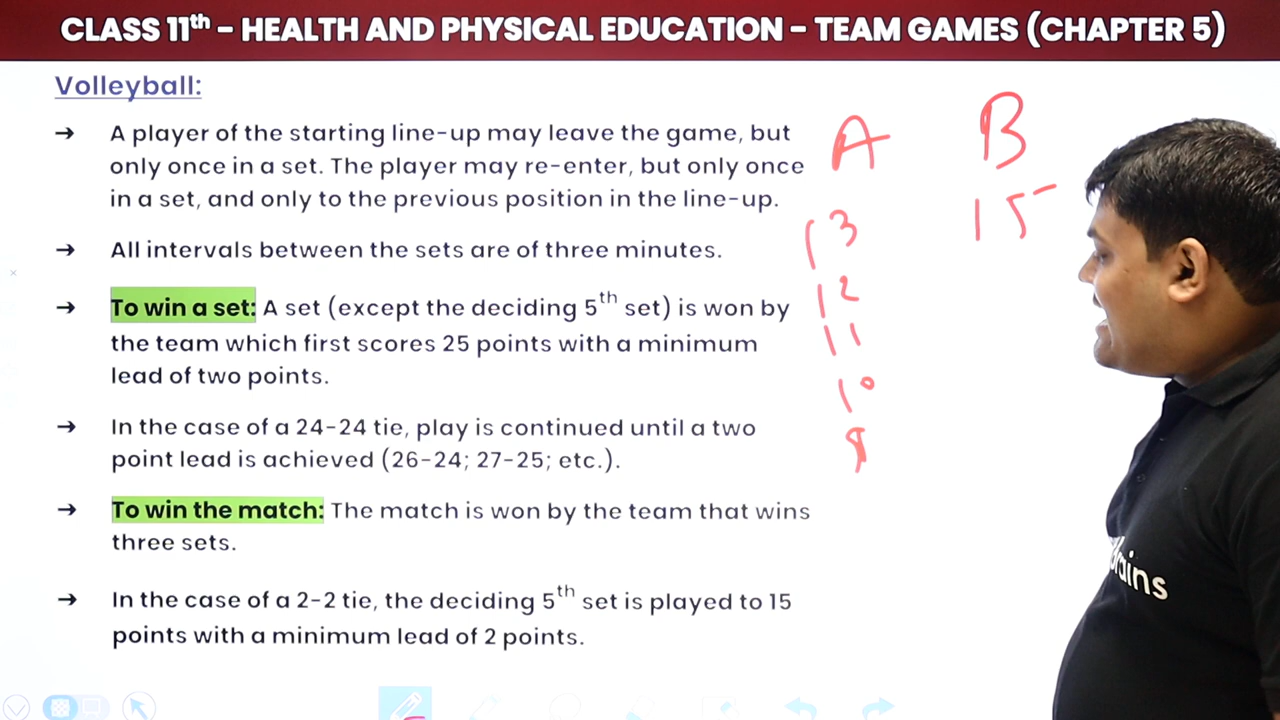 CLASS 11th – HEALTH AND PHYSICAL EDUCATION – TEAM GAMES (CHAPTER 5)
Volleyball:
→ A player of the starting line-up may leave the game, but
only once in a set. The player may re-enter, but only once
in a set, and only to the previous position in the line-up.
→ All intervals between the sets are of three minutes.
→ To win a set: A set (except the deciding 5th set) is won by
the team which first scores 25 points with a minimum
lead of two points.
→ In the case of a 24-24 tie, play is continued until a two
point lead is achieved (26-24; 27-25; etc.).
→ To win the match: The match is won by the team that wins
three sets.
→ In the case of a 2-2 tie, the deciding 5th set is played to 15
points with a minimum lead of 2 points.
A B
13 15
12
11
10